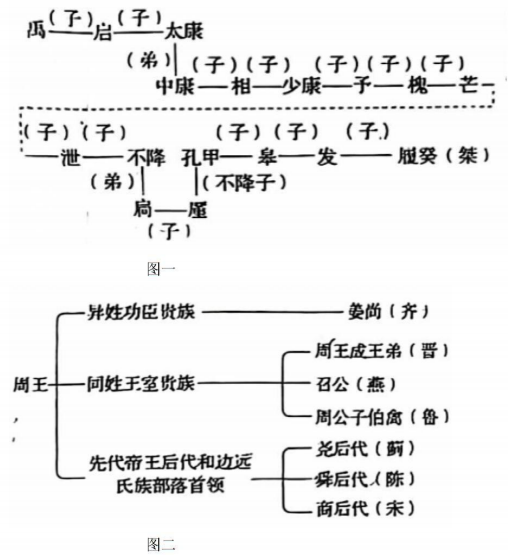 （子） （子）
禹 启 太康
（弟） （子）（子） （子）（子）（子）
中康 相 少康 予 槐 芒
（子）（子） （子）（子） （子）
泄 不降 孔甲 皋 发 履癸（桀）
（弟） （不降子）
扃 廑
（子）
图一
异姓功臣贵族 姜尚（齐）
周王成王弟（晋）
周王 同姓王室贵族 召公（燕）
周公子伯禽（鲁）
尧后代（蓟）
先代帝王后代和边远
氏族部落首领 舜后代（陈）
商后代（宋）
图二